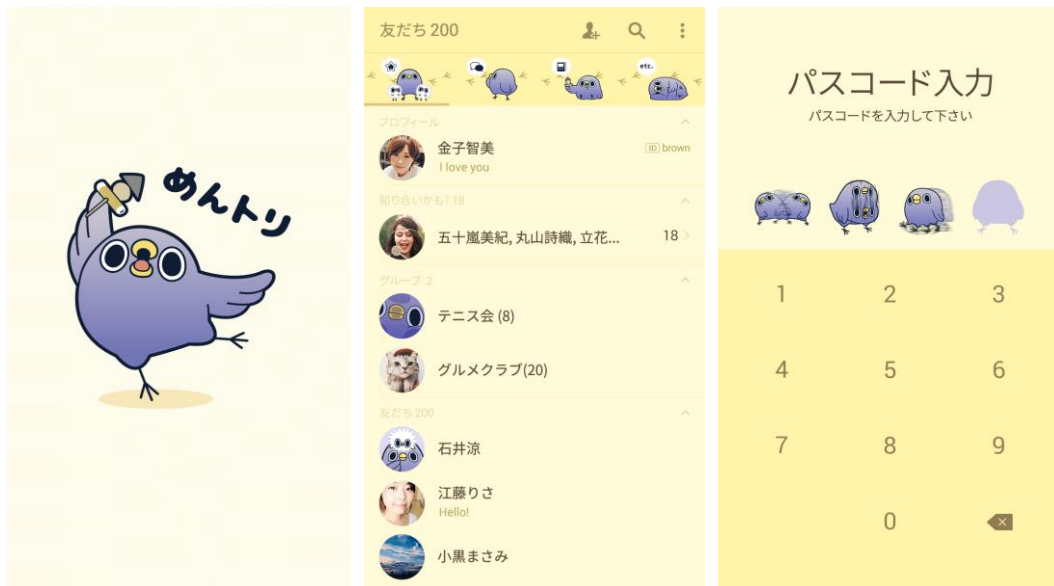 めんトリ
友だち 200
etc.
プロフィール
金子智美
ID brown
I love you
知り合いかも?18
五十嵐美紀, 丸山詩織, 立花...
18
グループ 2
テニス会 (8)
グルメクラブ(20)
友だち 200
石井涼
江藤りさ
Hello!
小黒まさみ
パスコード入力
パスコードを入力して下さい
1 2 3
4 5 6
7 8 9
0